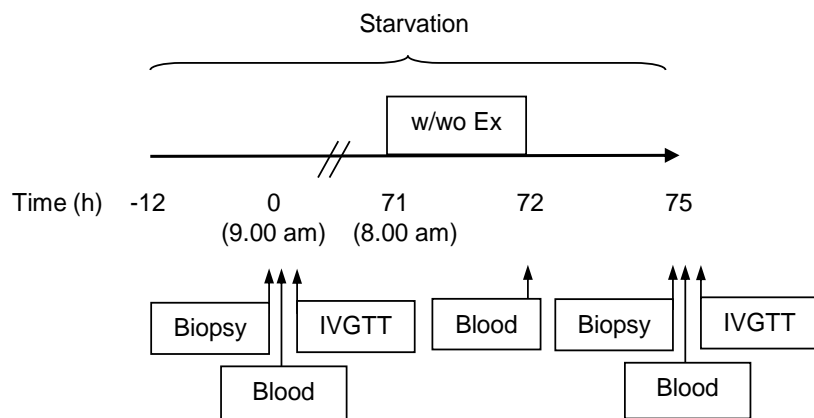 Starvation
w/wo Ex
Time (h) -12 0 71 72 75
(9.00 am) (8.00 am)
Biopsy IVGTT Blood Biopsy IVGTT
Blood Blood